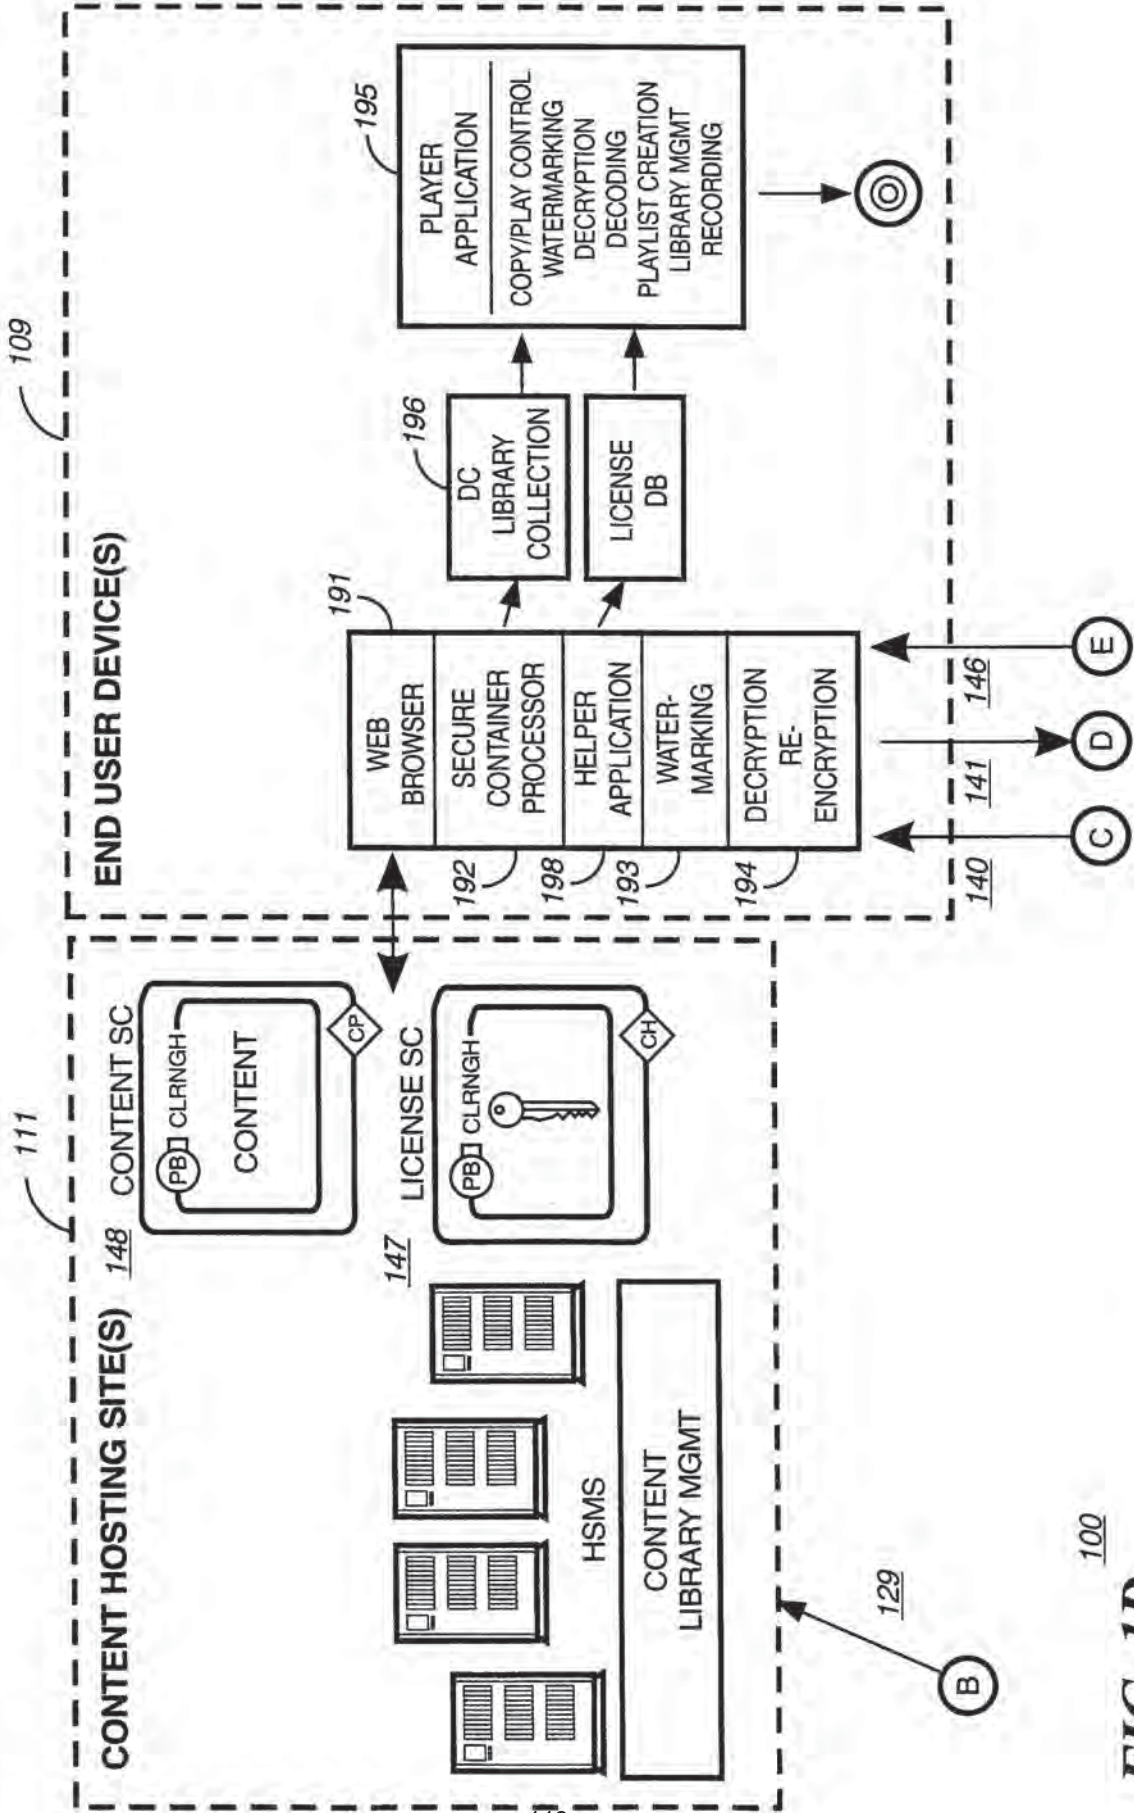 111
109
CONTENT HOSTING SITE(S)
148
CONTENT SC
PB
CLRNGH
CONTENT
CP
147
LICENSE SC
PB
CLRNGH
CH
HSMS
CONTENT
LIBRARY MGMT
B
129
END USER DEVICE(S)
191
WEB
BROWSER
192
SECURE
CONTAINER
PROCESSOR
198
HELPER
APPLICATION
193
WATER-
MARKING
194
DECRYPTION
RE-
ENCRYPTION
196
DC
LIBRARY
COLLECTION
LICENSE
DB
195
PLAYER
APPLICATION
COPY/PLAY CONTROL
WATERMARKING
DECRYPTION
DECODING
PLAYLIST CREATION
LIBRARY MGMT
RECORDING
140
C
141
D
146
E
100